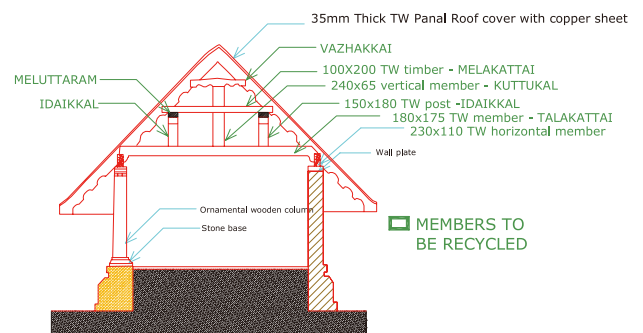 35mm Thick TW Panal Roof cover with copper sheet
VAZHAKKAI
100X200 TW timber - MELAKATTAI
MELUTTARAM
240x65 vertical member - KUTTUKAL
IDAIKKAL
150x180 TW post -IDAIKKAL
180x175 TW member - TALAKATTAI
230x110 TW horizontal member
Wall plate
Ornamental wooden column
Stone base
MEMBERS TO
BE RECYCLED